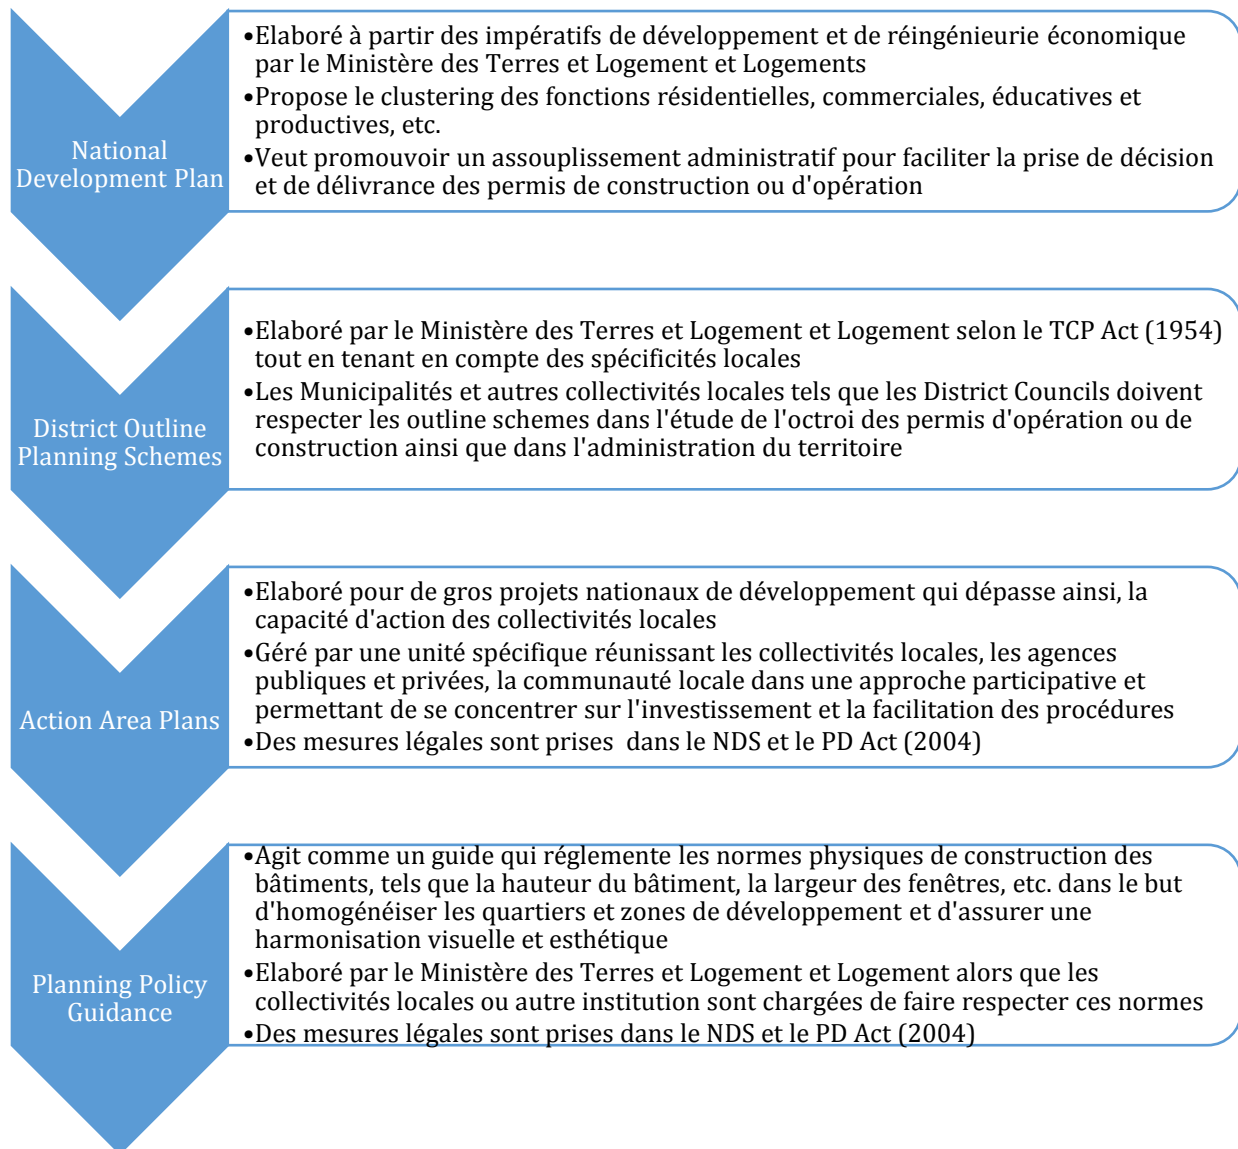 National
Development Plan
•Elaboré à partir des impératifs de développement et de réingénieurie économique
par le Ministère des Terres et Logement et Logements
•Propose le clustering des fonctions résidentielles, commerciales, éducatives et
productives, etc.
•Veut promouvoir un assouplissement administratif pour faciliter la prise de décision
et de délivrance des permis de construction ou d'opération
District Outline
Planning Schemes
•Elaboré par le Ministère des Terres et Logement et Logement selon le TCP Act (1954)
tout en tenant en compte des spécificités locales
•Les Municipalités et autres collectivités locales tels que les District Councils doivent
respecter les outline schemes dans l'étude de l'octroi des permis d'opération ou de
construction ainsi que dans l'administration du territoire
Action Area Plans
•Elaboré pour de gros projets nationaux de développement qui dépasse ainsi, la
capacité d'action des collectivités locales
•Géré par une unité spécifique réunissant les collectivités locales, les agences
publiques et privées, la communauté locale dans une approche participative et
permettant de se concentrer sur l'investissement et la facilitation des procédures
•Des mesures légales sont prises  dans le NDS et le PD Act (2004)
Planning Policy
Guidance
•Agit comme un guide qui réglemente les normes physiques de construction des
bâtiments, tels que la hauteur du bâtiment, la largeur des fenêtres, etc. dans le but
d'homogénéiser les quartiers et zones de développement et d'assurer une
harmonisation visuelle et esthétique
•Elaboré par le Ministère des Terres et Logement et Logement alors que les
collectivités locales ou autre institution sont chargées de faire respecter ces normes
•Des mesures légales sont prises dans le NDS et le PD Act (2004)